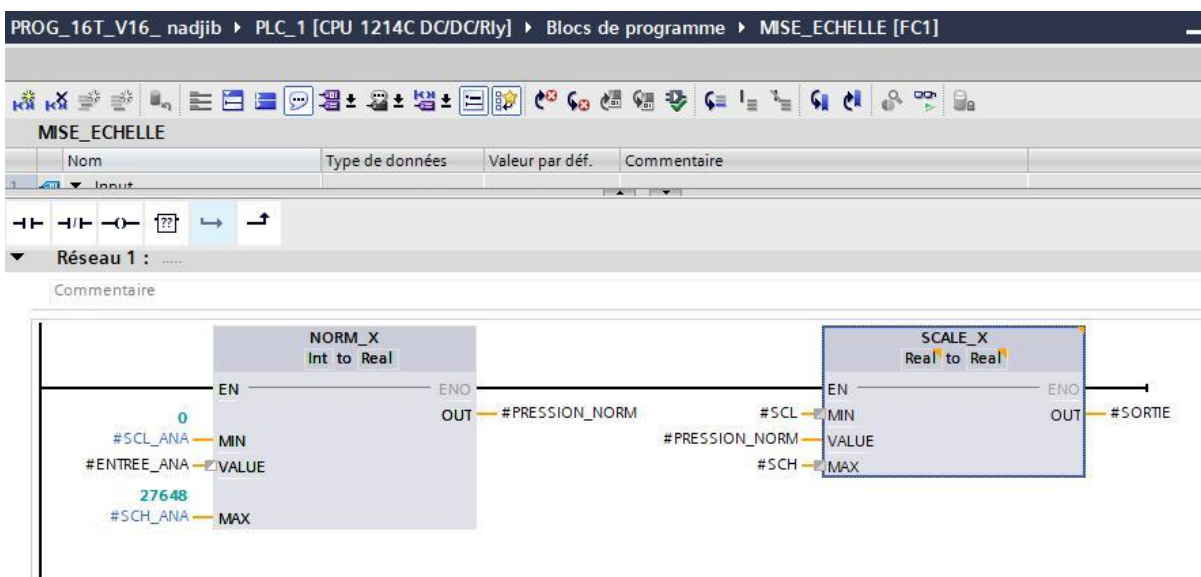 PROG_16T_V16_ nadjib ▸ PLC_1 [CPU 1214C DC/DC/Rly] ▸ Blocs de programme ▸ MISE_ECHELLE [FC1]
MISE_ECHELLE
Nom Type de données Valeur par déf. Commentaire
1 Input
??
Réseau 1 : .....
Commentaire
NORM_X
Int to Real
EN ENO
OUT #PRESSION_NORM
0
#SCL_ANA MIN
#ENTREE_ANA VALUE
27648
#SCH_ANA MAX
SCALE_X
Real to Real
EN ENO
#SCL MIN OUT #SORTIE
#PRESSION_NORM VALUE
#SCH MAX